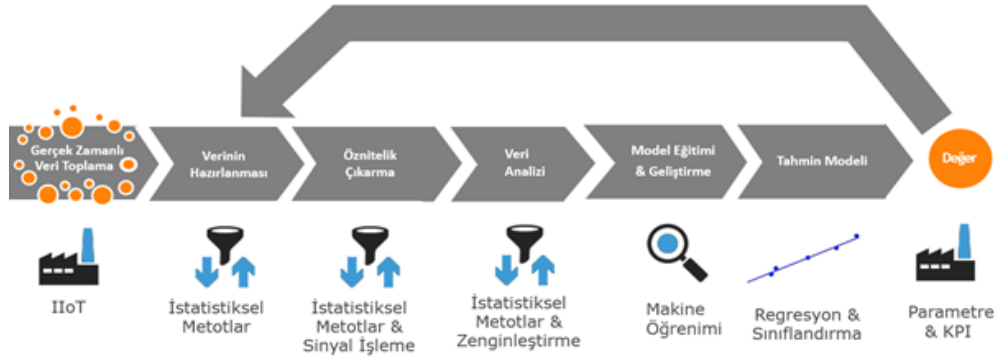 Gerçek Zamanlı
Veri Toplama
Verinin
Hazırlanması
Öznitelik
Çıkarma
Veri
Analizi
Model Eğitimi
& Geliştirme
Tahmin Modeli
Değer
IIoT
İstatistiksel
Metotlar
İstatistiksel
Metotlar &
Sinyal İşleme
İstatistiksel
Metotlar &
Zenginleştirme
Makine
Öğrenimi
Regresyon &
Sınıflandırma
Parametre
& KPI